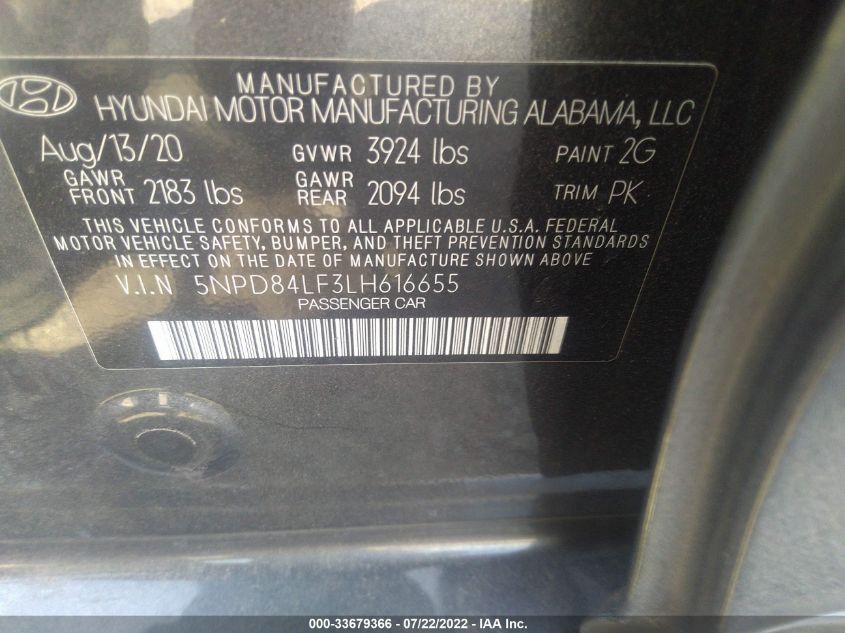 MANUFACTURED BY
HYUNDAI MOTOR MANUFACTURING ALABAMA, LLC
Aug/13/20 GVWR 3924 lbs PAINT 2G
GAWR FRONT 2183 lbs GAWR REAR 2094 lbs TRIM PK
THIS VEHICLE CONFORMS TO ALL APPLICABLE U.S.A. FEDERAL
MOTOR VEHICLE SAFETY, BUMPER, AND THEFT PREVENTION STANDARDS
IN EFFECT ON THE DATE OF MANUFACTURE SHOWN ABOVE.
V.I.N 5NPD84LF3LH616655
PASSENGER CAR
000-33679366 - 07/22/2022 - IAA Inc.